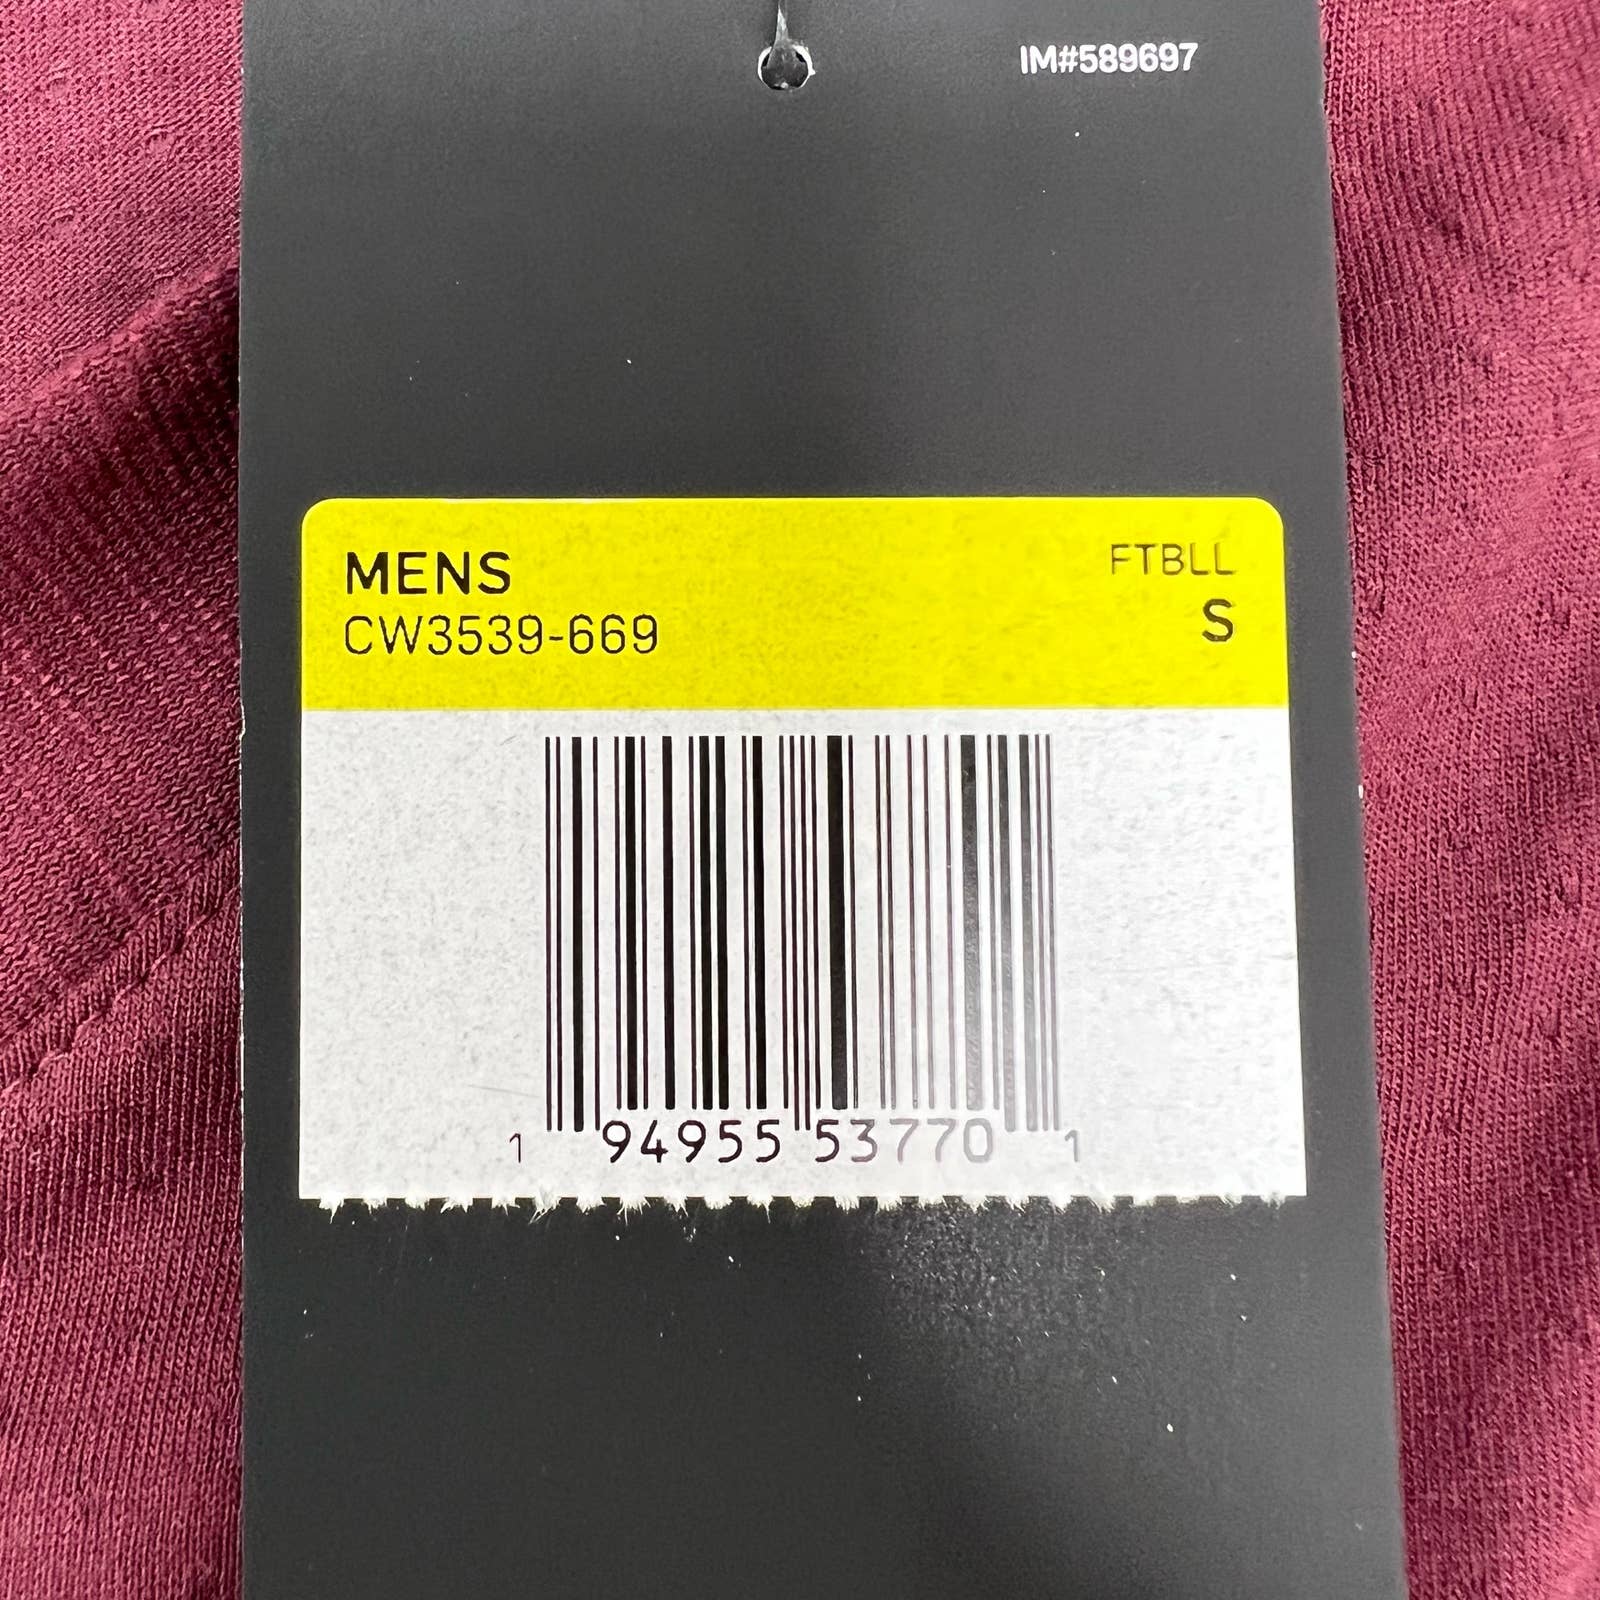 IM#589697
MENS FTBLL
CW3539-669 S
1 94955 53770 1